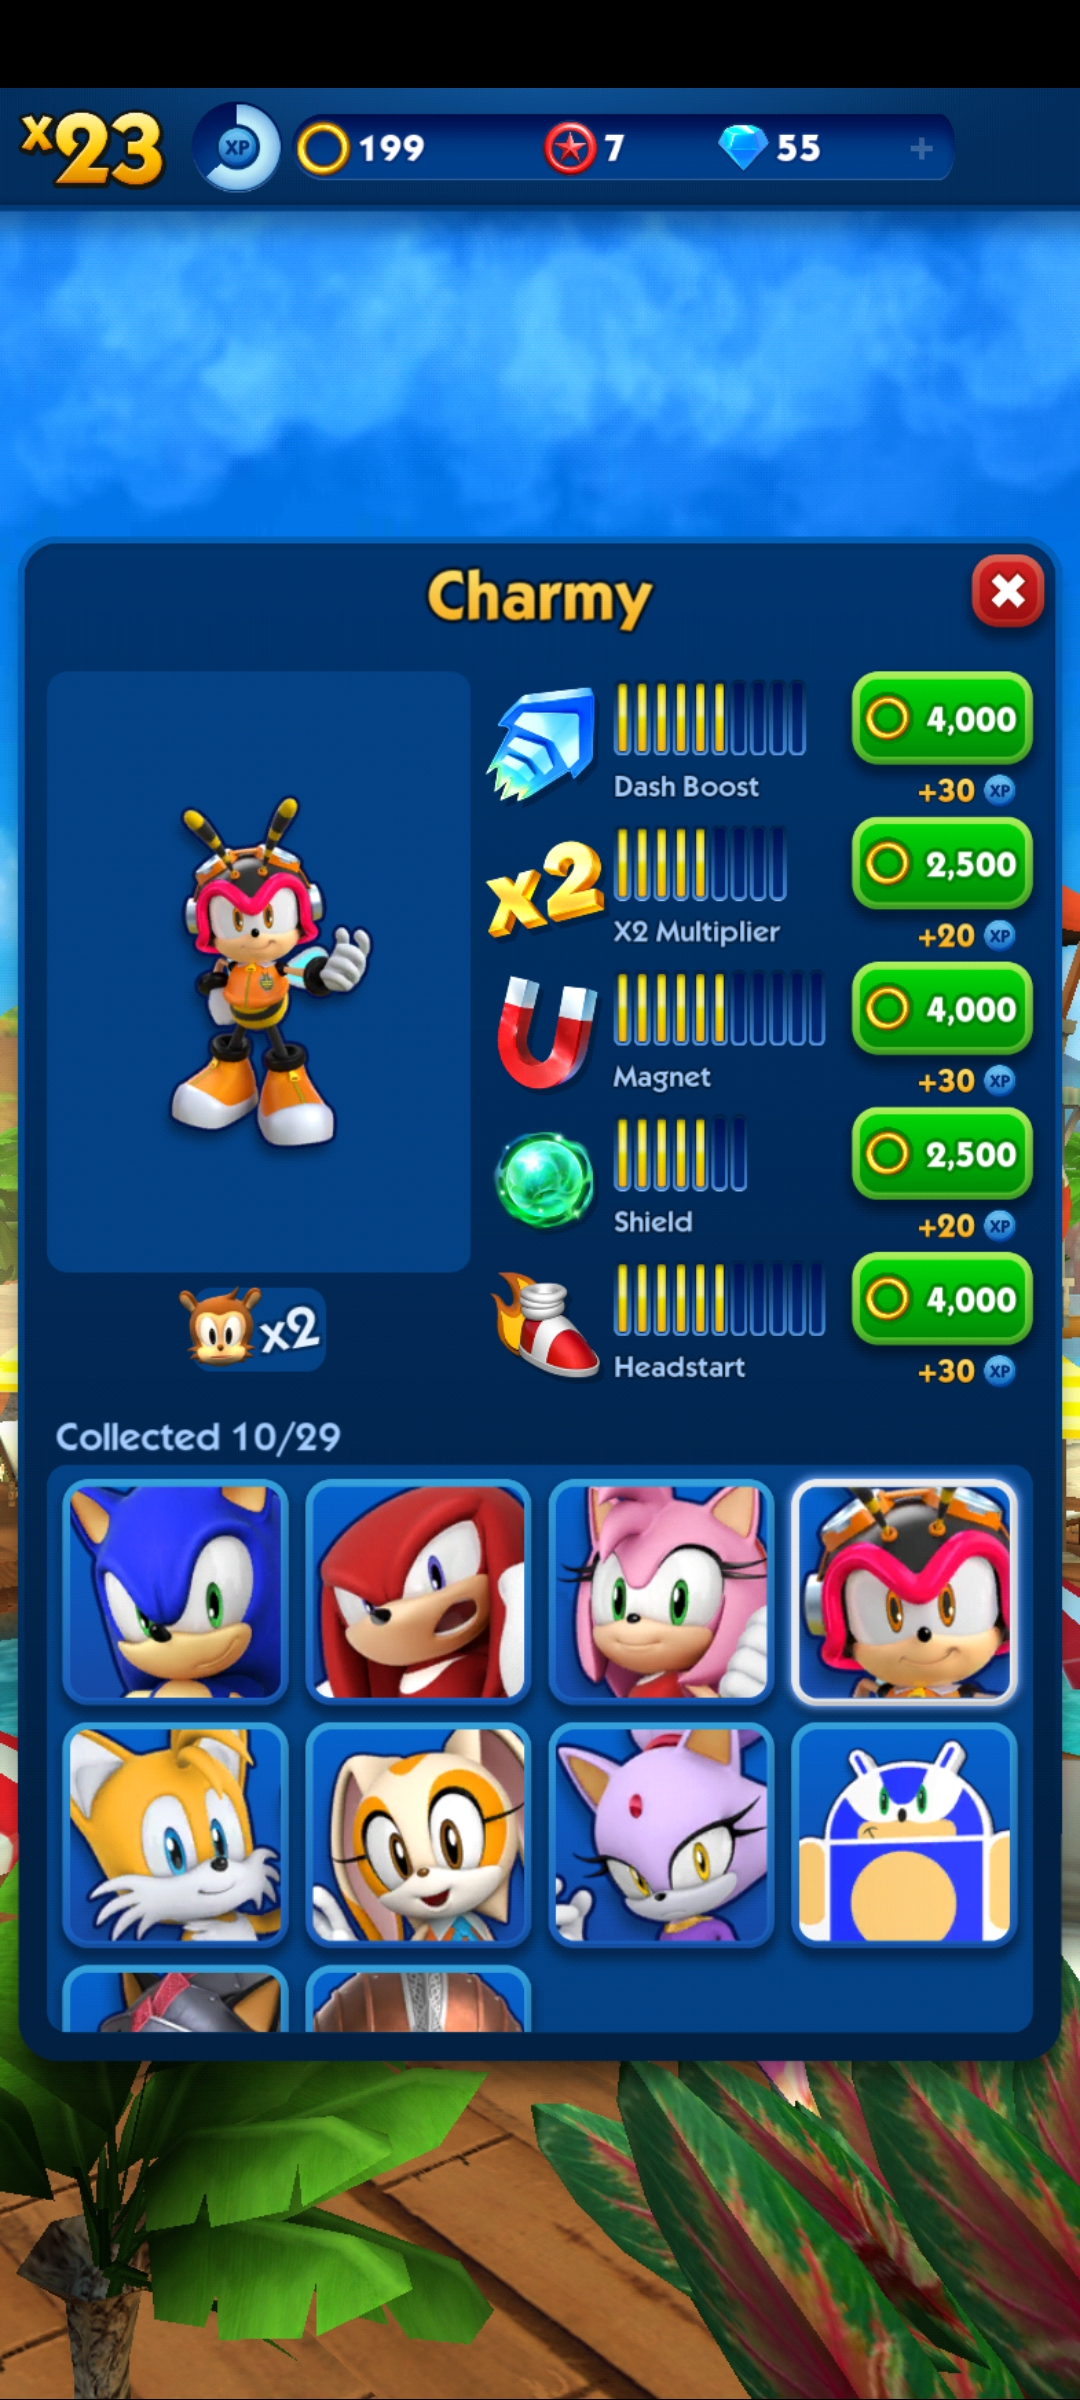 x23 XP 199 7 55 +
Charmy
4,000
Dash Boost +30 XP
x2 2,500
X2 Multiplier +20 XP
4,000
Magnet +30 XP
2,500
Shield +20 XP
x2 4,000
Headstart +30 XP
Collected 10/29